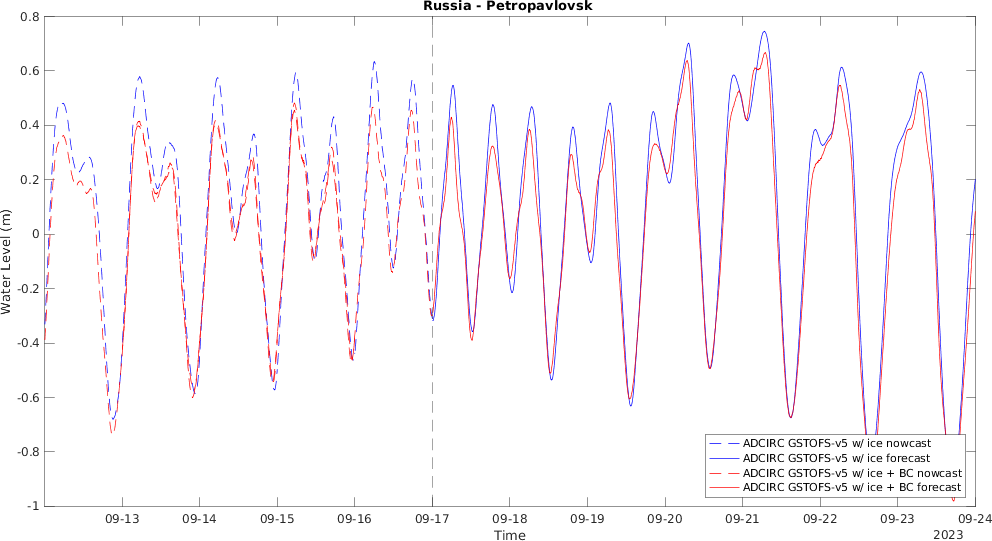 Russia - Petropavlovsk
0.8
0.6
0.4
0.2
0
-0.2
-0.4
-0.6
-0.8
-1
Water Level (m)
ADCIRC GSTOFS-v5 w/ ice nowcast
ADCIRC GSTOFS-v5 w/ ice forecast
ADCIRC GSTOFS-v5 w/ ice + BC nowcast
ADCIRC GSTOFS-v5 w/ ice + BC forecast
09-13 09-14 09-15 09-16 09-17 09-18 09-19 09-20 09-21 09-22 09-23 09-24
Time
2023